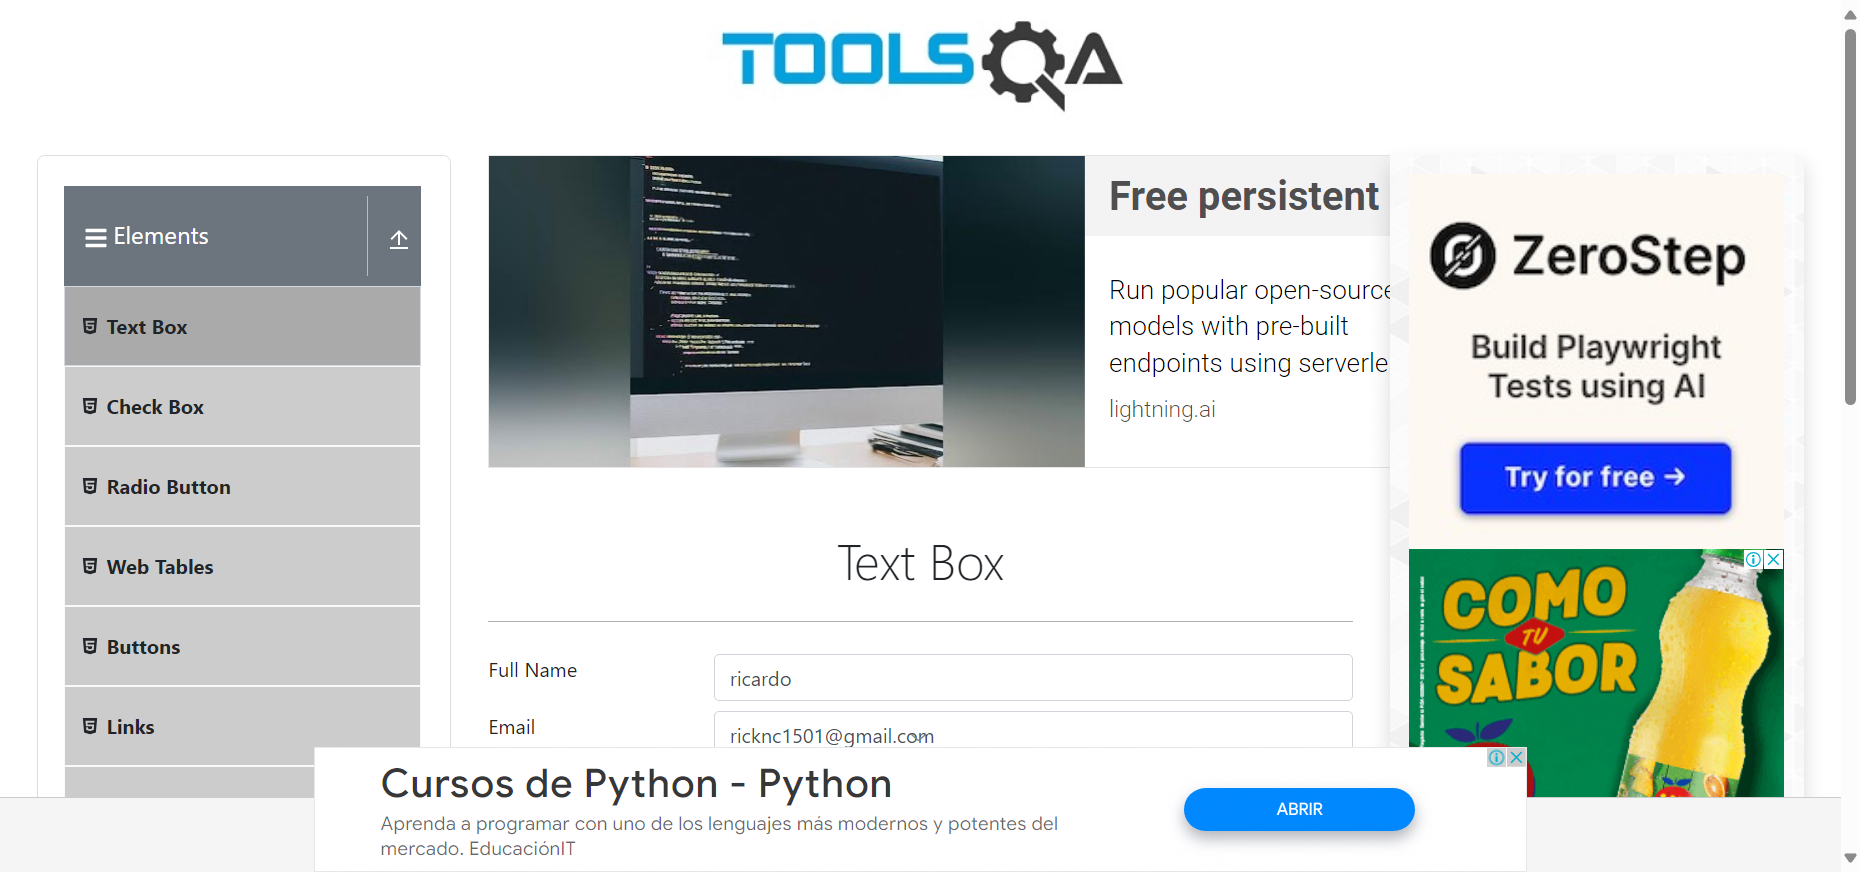 TOOLSQA
Elements
Text Box
Check Box
Radio Button
Web Tables
Buttons
Links
Free persistent
Run popular open-source
models with pre-built
endpoints using serverle
lightning.ai
Text Box
Full Name
ricardo
Email
ricknc1501@gmail.com
ZeroStep
Build Playwright
Tests using AI
Try for free →
COMO
TU
SABOR
Cursos de Python - Python
Aprenda a programar con uno de los lenguajes más modernos y potentes del
mercado. EducaciónIT
ABRIR